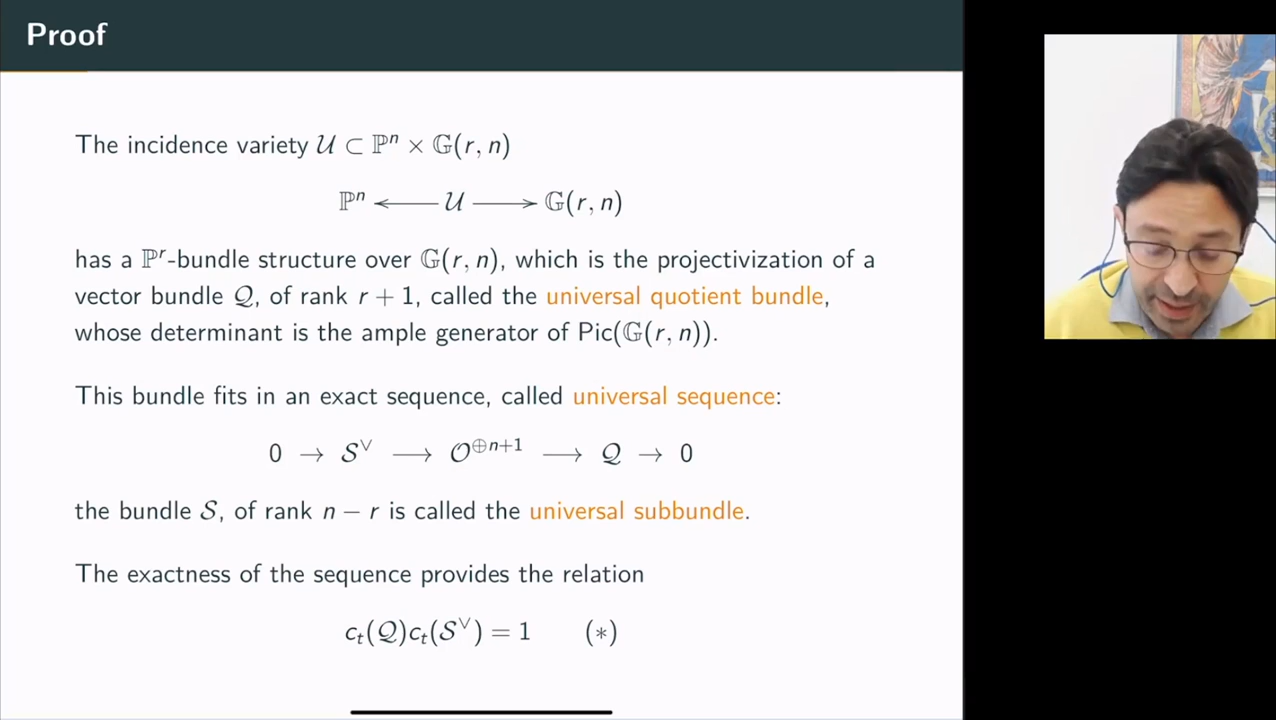 Proof
The incidence variety 𝒰 ⊂ ℙⁿ × 𝔾(r, n)
ℙⁿ ⟵ 𝒰 ⟶ 𝔾(r, n)
has a ℙʳ-bundle structure over 𝔾(r, n), which is the projectivization of a
vector bundle 𝒬, of rank r + 1, called the universal quotient bundle,
whose determinant is the ample generator of Pic(𝔾(r, n)).
This bundle fits in an exact sequence, called universal sequence:
0 → 𝒮^∨ ⟶ 𝒪^{⊕n+1} ⟶ 𝒬 → 0
the bundle 𝒮, of rank n − r is called the universal subbundle.
The exactness of the sequence provides the relation
c_t(𝒬)c_t(𝒮^∨) = 1 (∗)